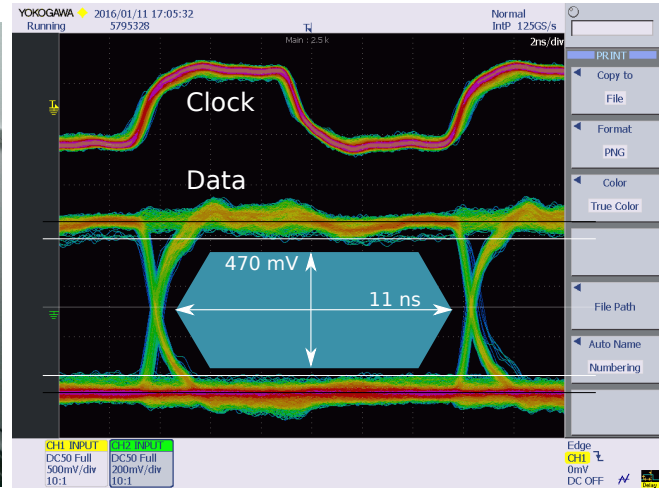 YOKOGAWA 2016/01/11 17:05:32
Normal
Running 5795328
IntP 125GS/s
Main : 2.5 k
2ns/div
Clock
Data
470 mV
11 ns
PRINT
Copy to
File
Format
PNG
Color
True Color
File Path
Auto Name
Numbering
CH1 INPUT
DC50 Full
500mV/div
10:1
CH2 INPUT
DC50 Full
200mV/div
10:1
Edge
CH1
0mV
DC OFF
Delay